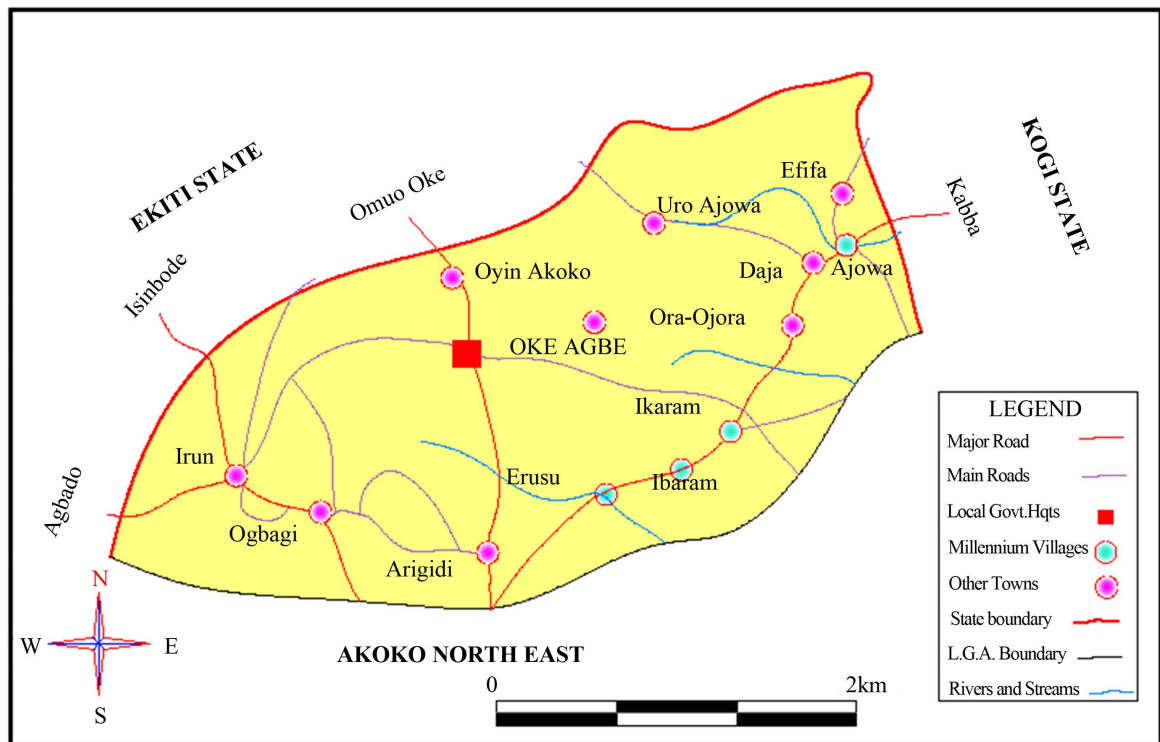 EKITI STATE
KOGI STATE
Efifa
Kabba
Omuo Oke
Uro Ajowa
Isinbode
Oyin Akoko
Daja
Ajowa
Ora-Ojora
OKE AGBE
Ikaram
Irun
Erusu
Ibaram
Agbado
Ogbagi
Arigidi
LEGEND
Major Road
Main Roads
Local Govt.Hqts
Millennium Villages
Other Towns
State boundary
L.G.A. Boundary
Rivers and Streams
N
W E
S
AKOKO NORTH EAST
0 2km